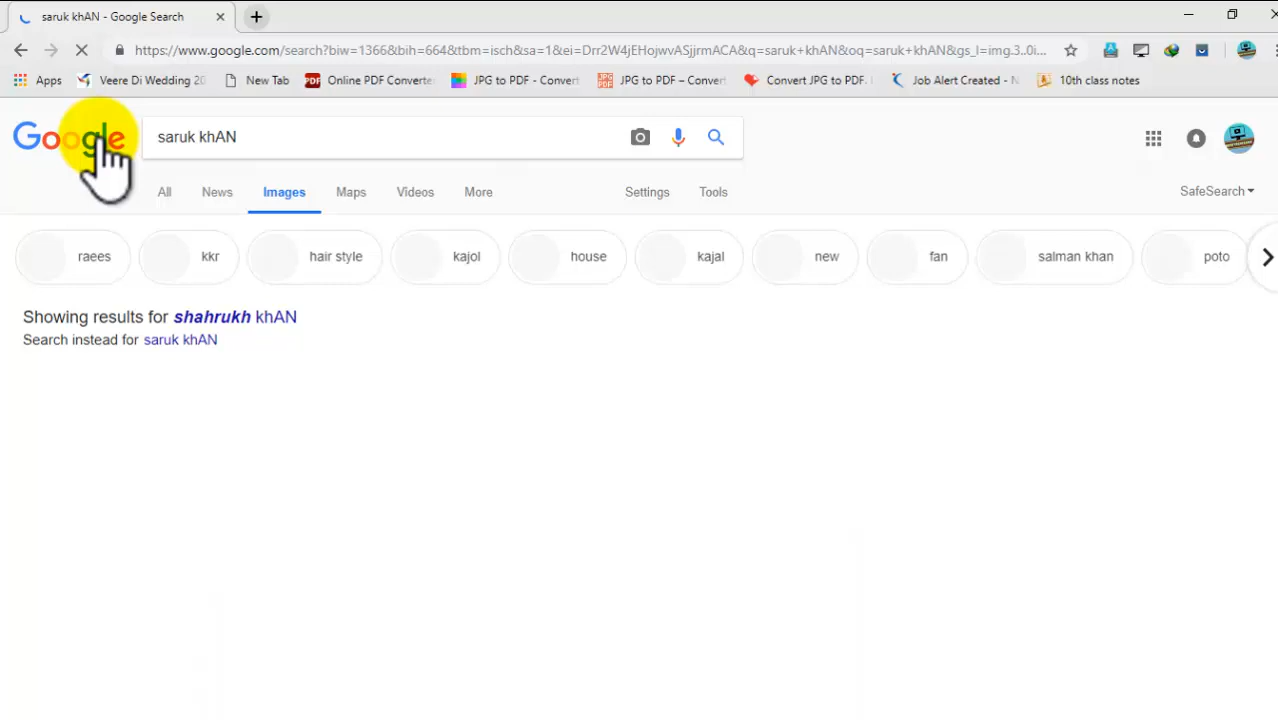 saruk khAN - Google Search
https://www.google.com/search?biw=1366&bih=664&tbm=isch&sa=1&ei=Drr2W4jEHojwvASjjrmACA&q=saruk+khAN&oq=saruk+khAN&gs_l=img.3..0i...
Apps Veere Di Wedding 20 New Tab Online PDF Converte JPG to PDF - Convert JPG to PDF – Convert Convert JPG to PDF. Job Alert Created - N 10th class notes
Google saruk khAN
All News Images Maps Videos More Settings Tools SafeSearch
raees kkr hair style kajol house kajal new fan salman khan poto
Showing results for shahrukh khAN
Search instead for saruk khAN